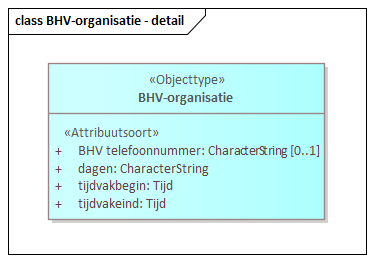 class BHV-organisatie - detail
«Objecttype»
BHV-organisatie
«Attribuutsoort»
+ BHV telefoonnummer: CharacterString [0..1]
+ dagen: CharacterString
+ tijdvakbegin: Tijd
+ tijdvakeind: Tijd